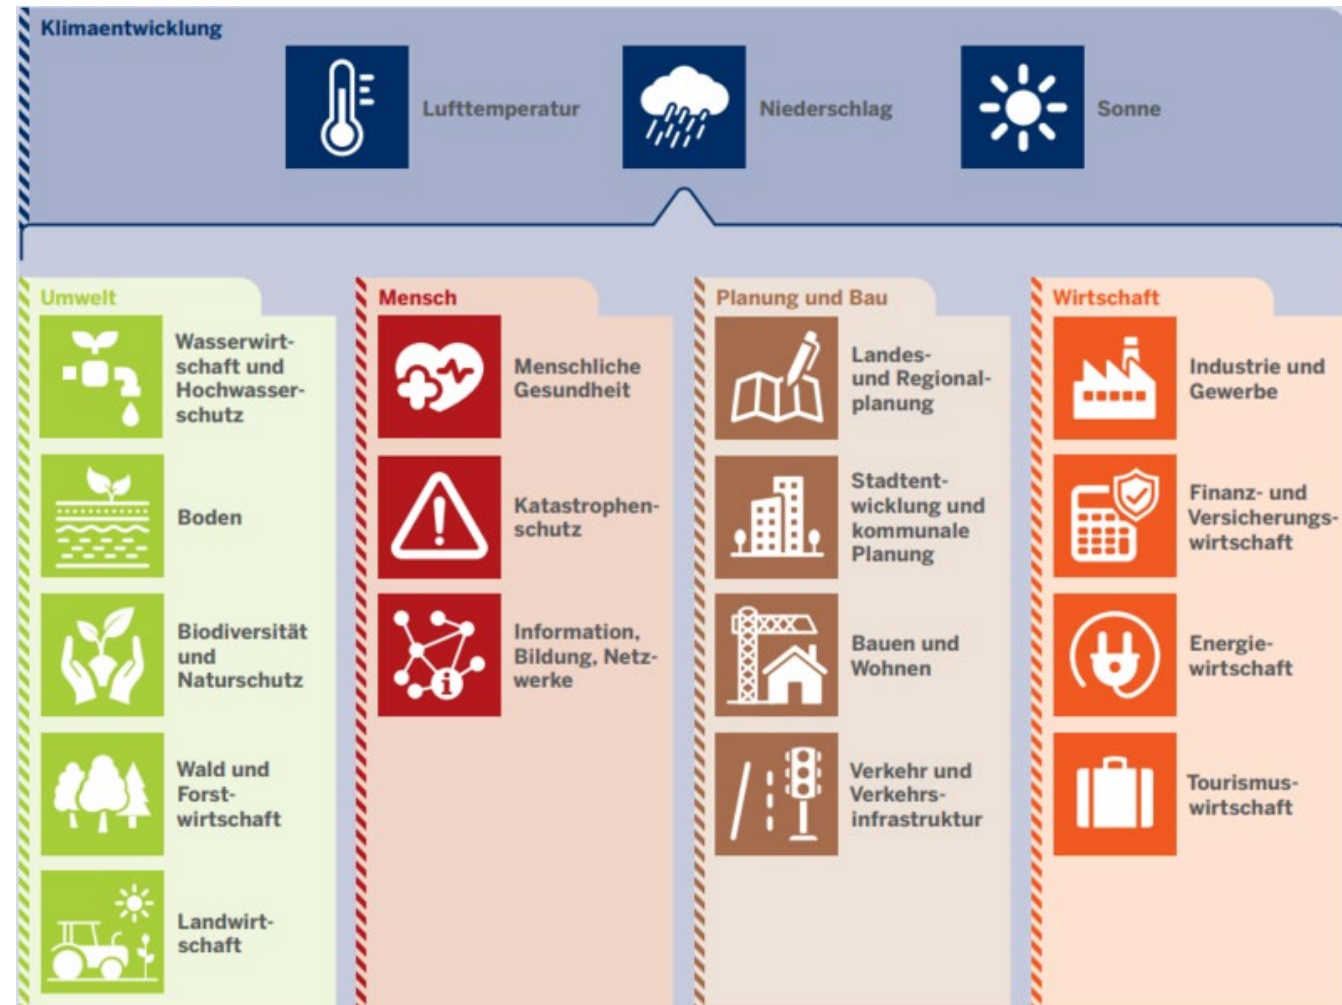 Klimaentwicklung
Lufttemperatur
Niederschlag
Sonne
Umwelt
Wasserwirt-
schaft und
Hochwasser-
schutz
Boden
Biodiversität
und
Naturschutz
Wald und
Forst-
wirtschaft
Landwirt-
schaft
Mensch
Menschliche
Gesundheit
Katastrophen-
schutz
Information,
Bildung, Netz-
werke
Planung und Bau
Landes-
und Regional-
planung
Stadtent-
wicklung und
kommunale
Planung
Bauen und
Wohnen
Verkehr und
Verkehrs-
infrastruktur
Wirtschaft
Industrie und
Gewerbe
Finanz- und
Versicherungs-
wirtschaft
Energie-
wirtschaft
Tourismus-
wirtschaft